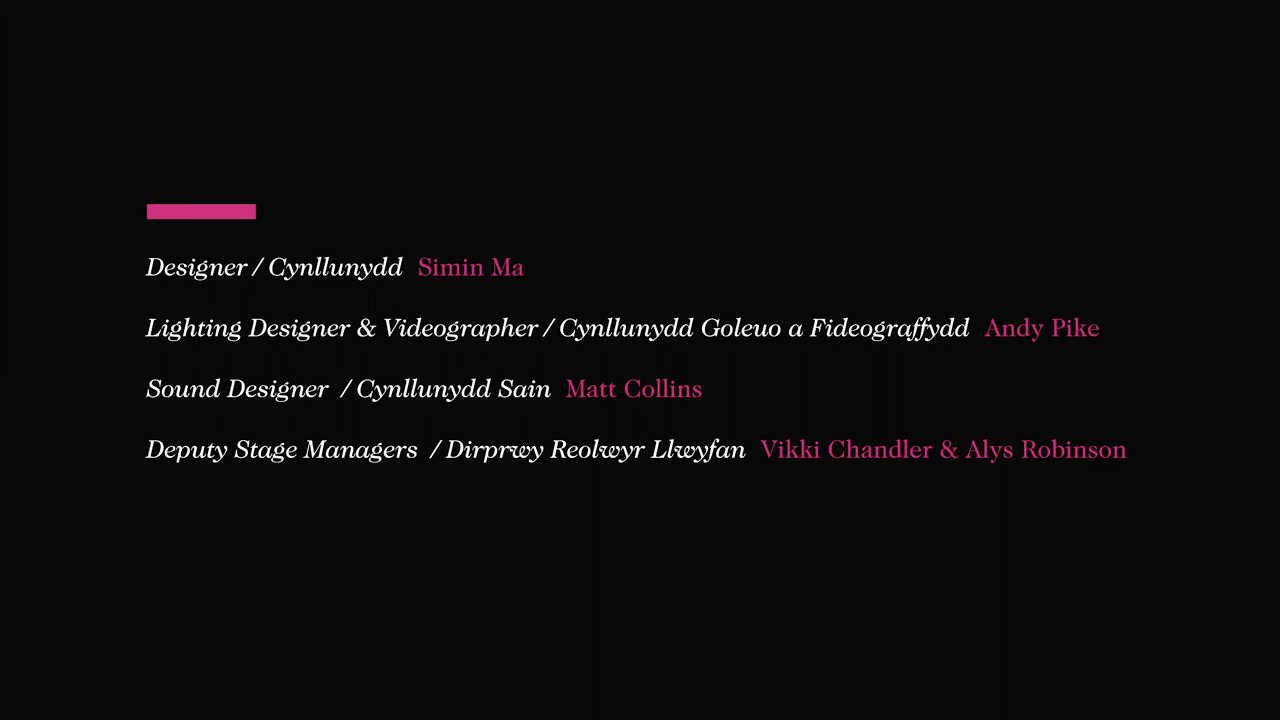 Designer / Cynllunydd Simin Ma
Lighting Designer & Videographer / Cynllunydd Goleuo a Fideograffydd Andy Pike
Sound Designer / Cynllunydd Sain Matt Collins
Deputy Stage Managers / Dirprwy Reolwyr Llwyfan Vikki Chandler & Alys Robinson